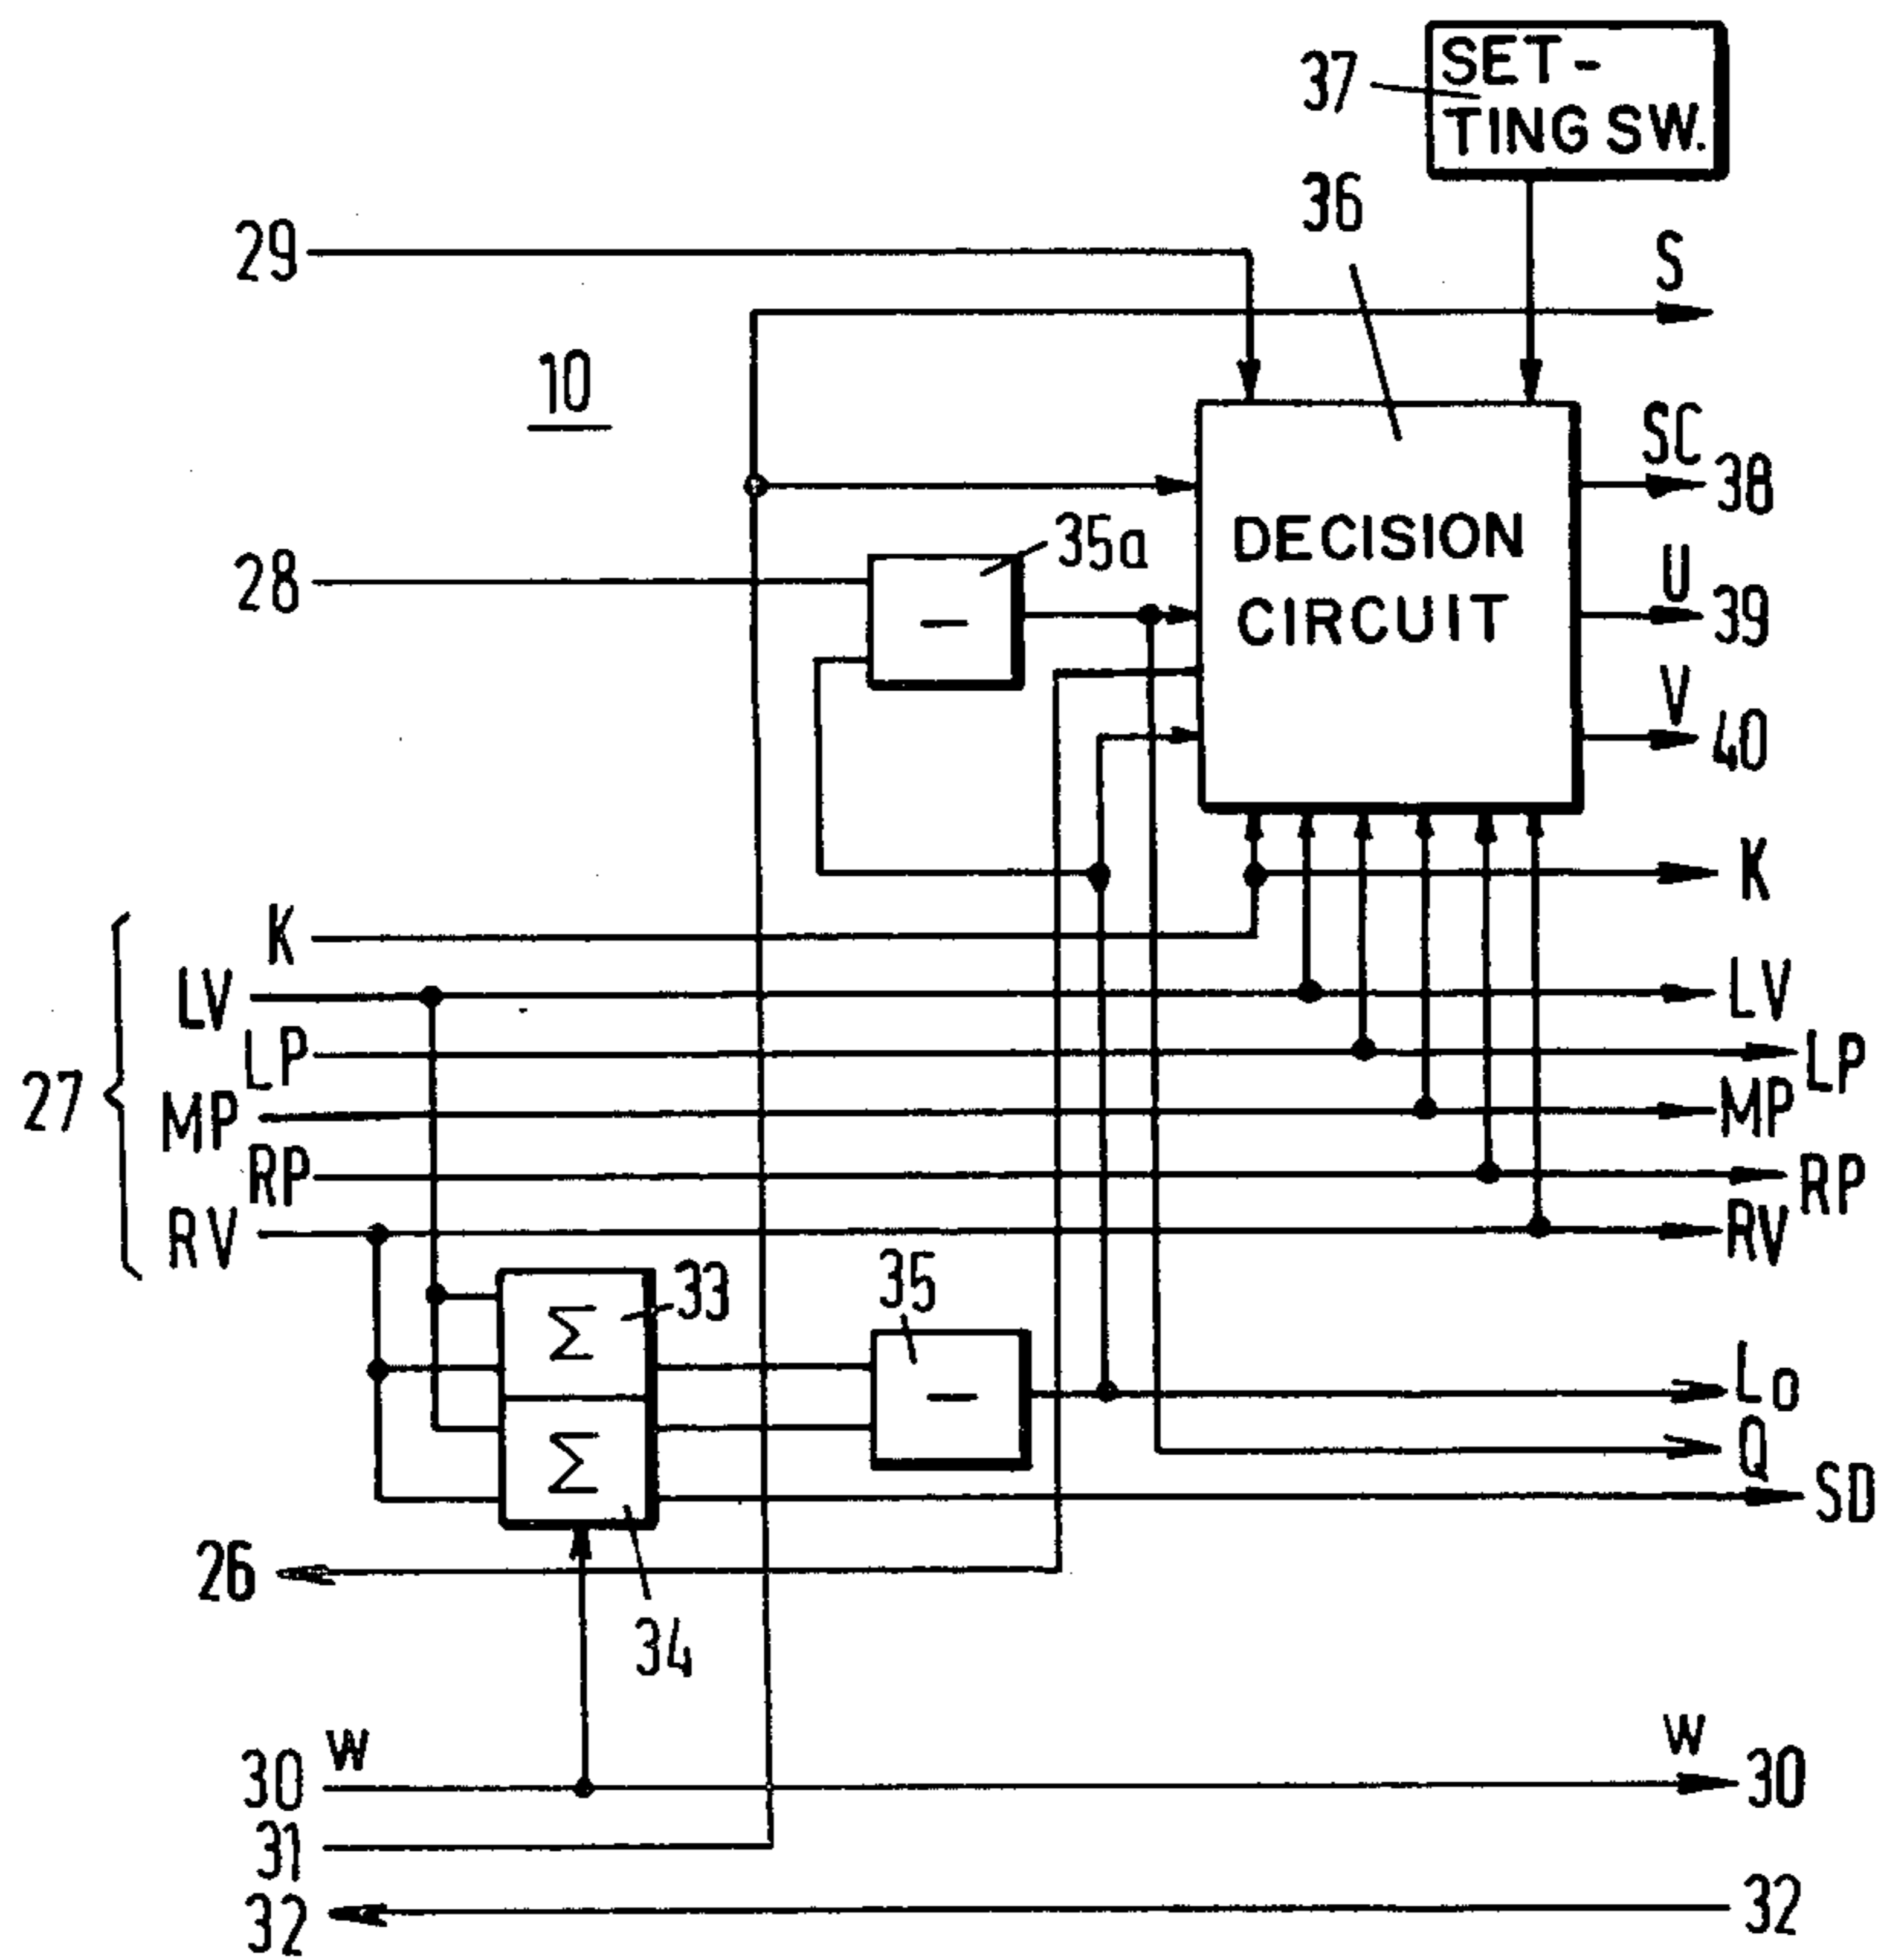 SET-
37
TING SW.
36
29
S
10
SC
38
35a
DECISION
28
U
39
CIRCUIT
V
40
K
K
LV
LV
LP
LP
27
MP
MP
RP
RP
RV
RV
33
35
Σ
Lo
−
Q
Σ
SD
26
34
W
W
30
30
31
32
32
−